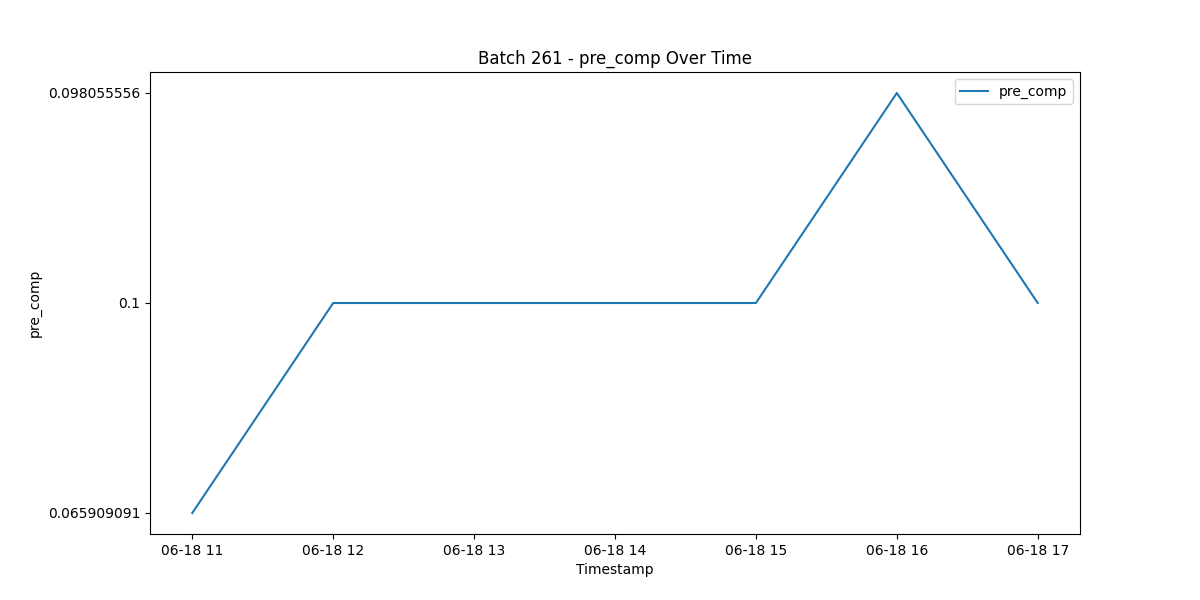 Batch 261 - pre_comp Over Time
pre_comp
0.098055556
0.1
0.065909091
pre_comp
06-18 11
06-18 12
06-18 13
06-18 14
06-18 15
06-18 16
06-18 17
Timestamp